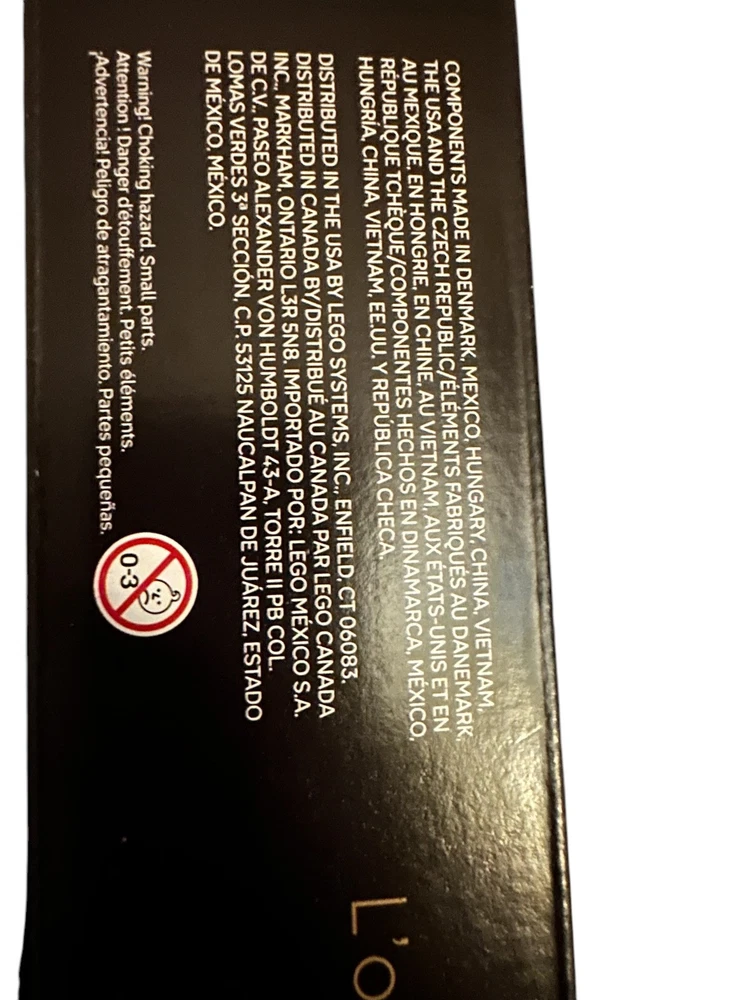 COMPONENTS MADE IN DENMARK, MEXICO, HUNGARY, CHINA, VIETNAM,
THE USA AND THE CZECH REPUBLIC/ÉLÉMENTS FABRIQUÉS AU DANEMARK,
AU MEXIQUE, EN HONGRIE, EN CHINE, AU VIETNAM, AUX ÉTATS-UNIS ET EN
RÉPUBLIQUE TCHÈQUE/COMPONENTES HECHOS EN DINAMARCA, MÉXICO,
HUNGRÍA, CHINA, VIETNAM, EE.UU. Y REPÚBLICA CHECA.
DISTRIBUTED IN THE USA BY LEGO SYSTEMS, INC., ENFIELD, CT 06083.
DISTRIBUTED IN CANADA BY/DISTRIBUÉ AU CANADA PAR LEGO CANADA
INC., MARKHAM, ONTARIO L3R 5N8. IMPORTADO POR: LEGO MÉXICO S.A.
DE C.V., PASEO ALEXANDER VON HUMBOLDT 43-A, TORRE II PB COL.
LOMAS VERDES 3ª SECCIÓN, C.P. 53125 NAUCALPAN DE JUÁREZ, ESTADO
DE MÉXICO, MÉXICO.
Warning! Choking hazard. Small parts.
Attention ! Danger d'étouffement. Petits éléments.
¡Advertencia! Peligro de atragantamiento. Partes pequeñas.
0-3
L'o